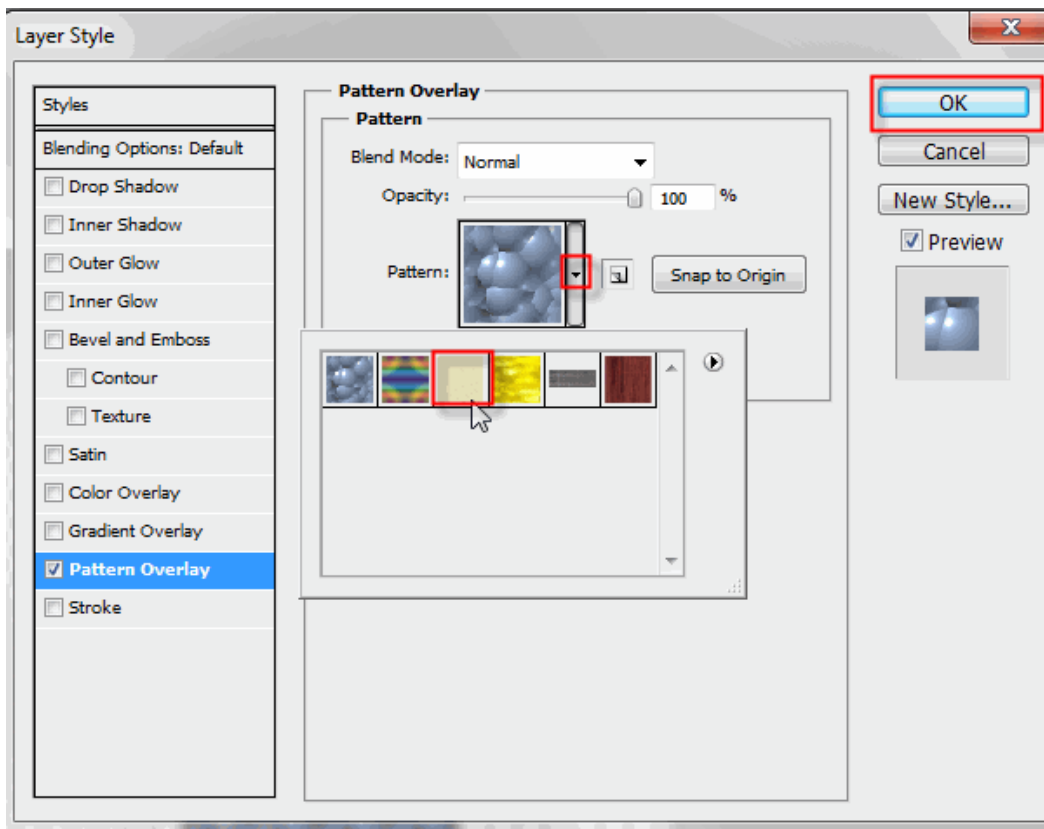 Layer Style
Styles
Blending Options: Default
Drop Shadow
Inner Shadow
Outer Glow
Inner Glow
Bevel and Emboss
Contour
Texture
Satin
Color Overlay
Gradient Overlay
Pattern Overlay
Stroke
Pattern Overlay
Pattern
Blend Mode: Normal
Opacity: 100 %
Pattern: Snap to Origin
OK
Cancel
New Style...
Preview